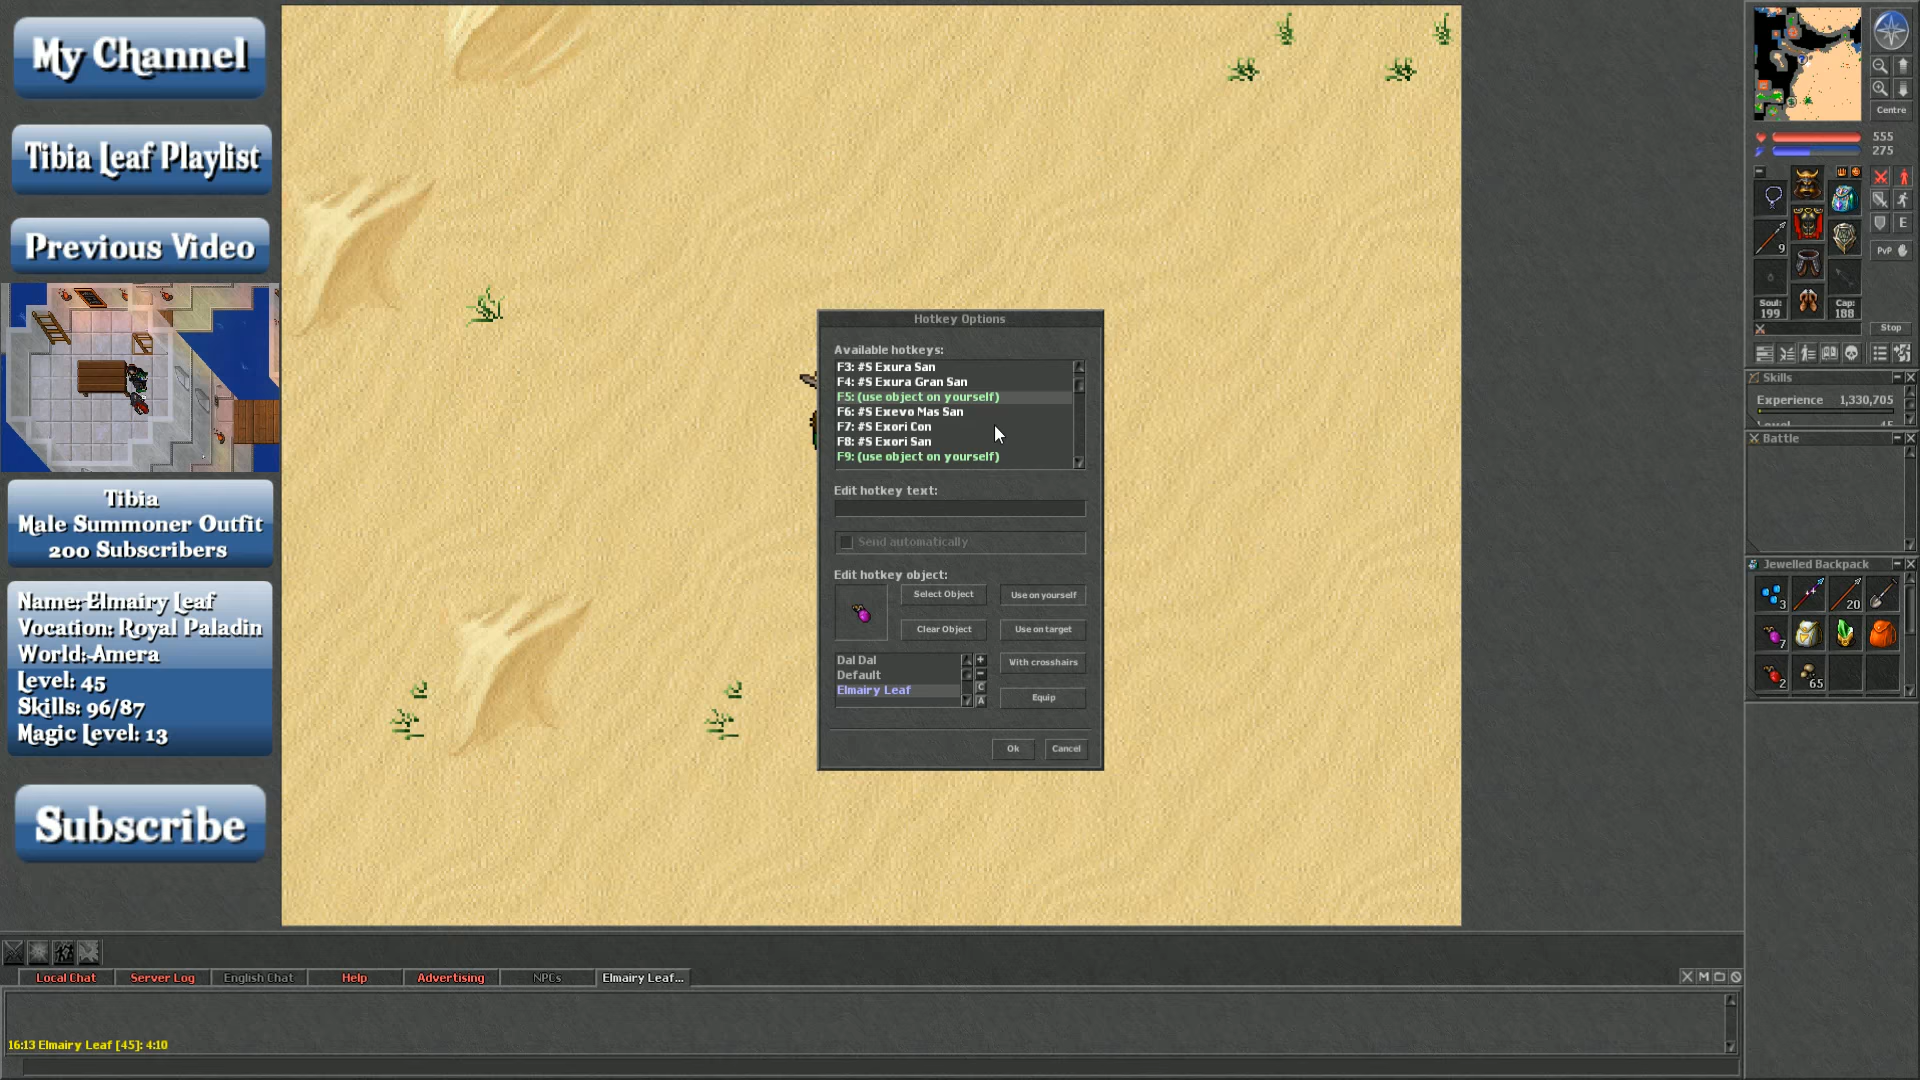 My Channel
Tibia Leaf Playlist
Previous Video
Tibia
Male Summoner Outfit
200 Subscribers
Name: Elmairy Leaf
Vocation: Royal Paladin
World: Amera
Level: 45
Skills: 96/87
Magic Level: 13
Subscribe
Hotkey Options
Available hotkeys:
F3: #S Exura San
F4: #S Exura Gran San
F5: (use object on yourself)
F6: #S Exevo Mas San
F7: #S Exori Con
F8: #S Exori San
F9: (use object on yourself)
Edit hotkey text:
Send automatically
Edit hotkey object:
Select Object
Use on yourself
Clear Object
Use on target
Dal Dal
Default
Elmairy Leaf
+
-
C
A
With crosshairs
Equip
Ok
Cancel
Centre
555
275
9
E
PvP
Soul:
199
Cap:
188
Stop
Skills
Experience 1,330,705
Battle
Jewelled Backpack
3
20
7
2
65
Local Chat
Server Log
English Chat
Help
Advertising
NPCs
Elmairy Leaf...
M
16:13 Elmairy Leaf [45]: 4:10